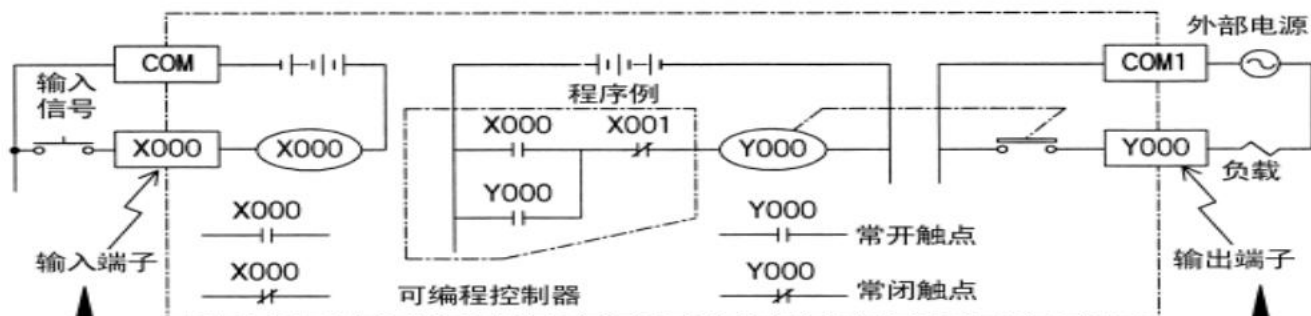 外部电源
COM
COM1
输入
信号
程序例
X000
X001
X000
X000
Y000
Y000
Y000
负载
X000
Y000
常开触点
输入端子
输出端子
X000
Y000
常闭触点
可编程控制器